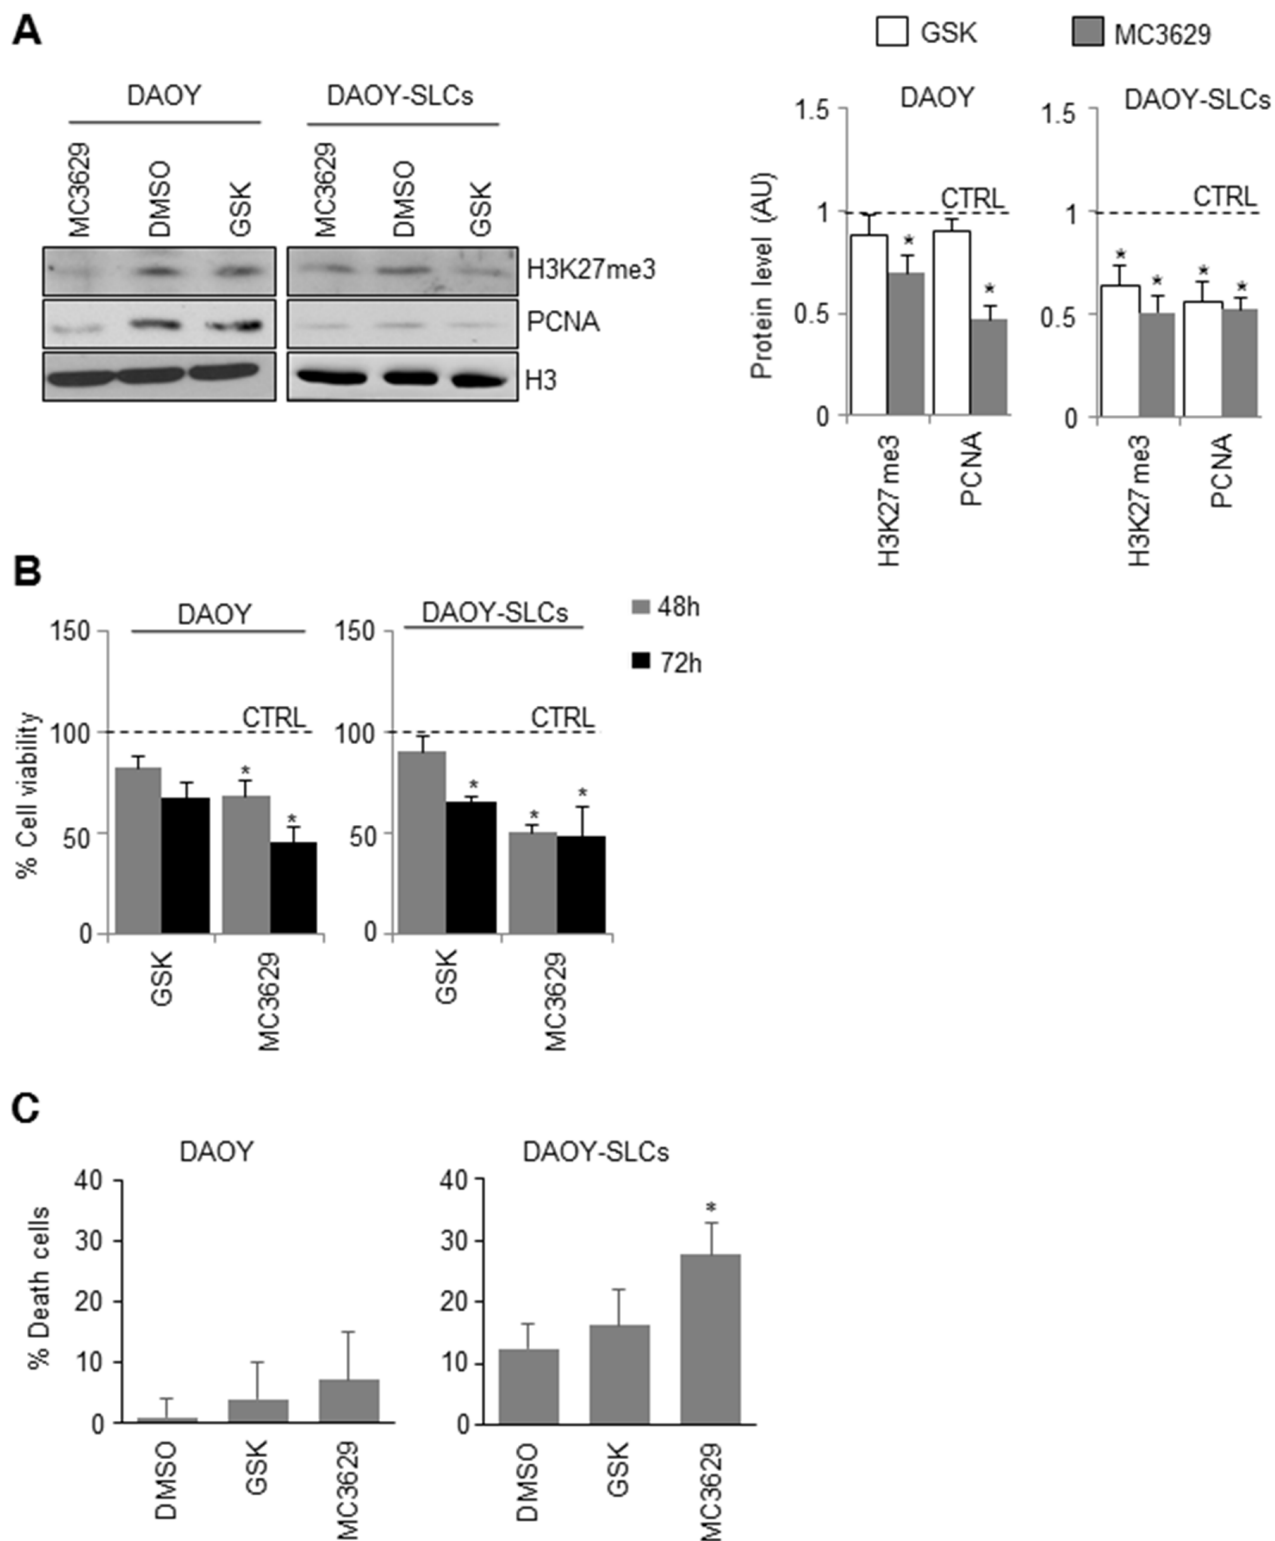 A
GSK
MC3629
DAOY
DAOY-SLCs
MC3629
DMSO
GSK
MC3629
DMSO
GSK
H3K27me3
PCNA
H3
DAOY
DAOY-SLCs
Protein level (AU)
1.5
1
0.5
0
CTRL
*
*
H3K27me3
PCNA
1.5
1
0.5
0
CTRL
*
*
*
*
H3K27me3
PCNA
B
DAOY
DAOY-SLCs
48h
72h
% Cell viability
150
100
50
0
CTRL
*
*
GSK
MC3629
150
100
50
0
CTRL
*
*
*
GSK
MC3629
C
DAOY
DAOY-SLCs
% Death cells
40
30
20
10
0
DMSO
GSK
MC3629
40
30
20
10
0
*
DMSO
GSK
MC3629